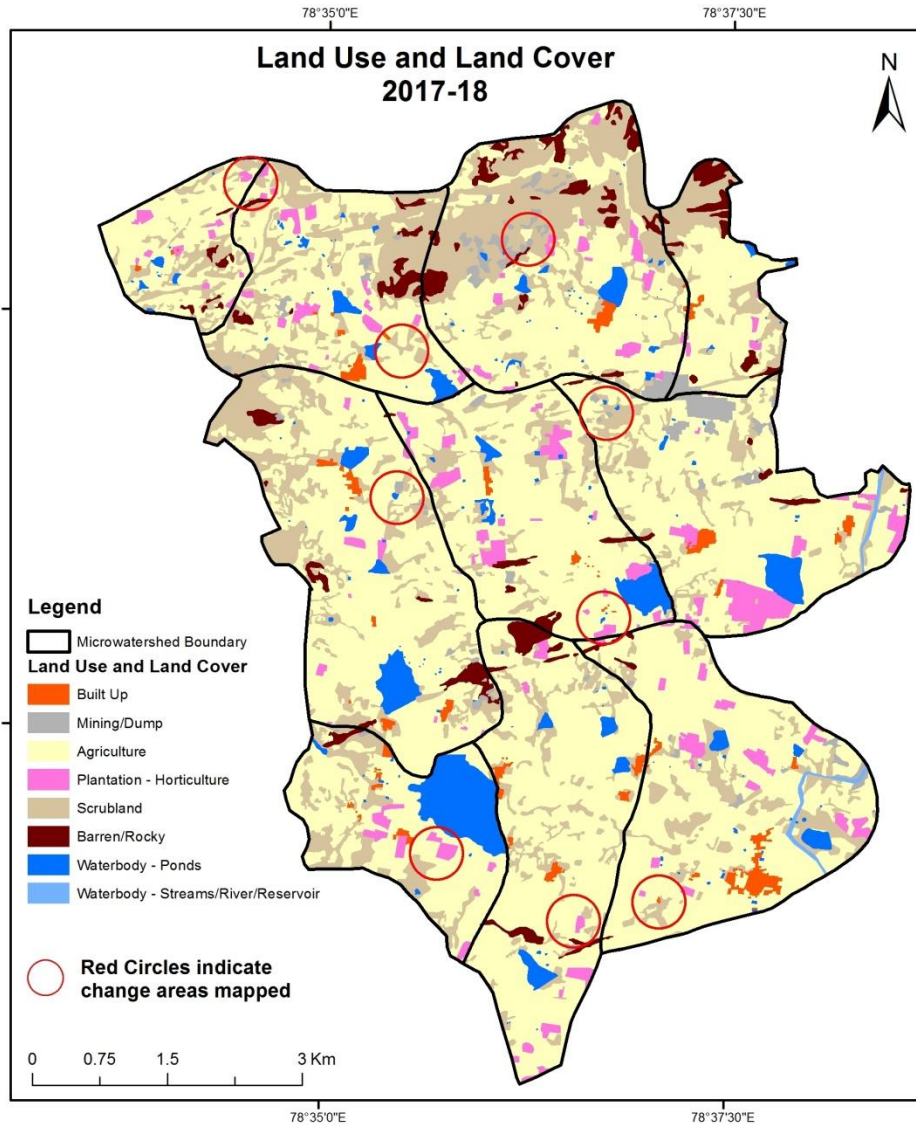 78°35'0"E
78°37'30"E
Land Use and Land Cover
2017-18
N
Legend
Microwatershed Boundary
Land Use and Land Cover
Built Up
Mining/Dump
Agriculture
Plantation - Horticulture
Scrubland
Barren/Rocky
Waterbody - Ponds
Waterbody - Streams/River/Reservoir
Red Circles indicate
change areas mapped
0 0.75 1.5 3 Km
78°35'0"E
78°37'30"E